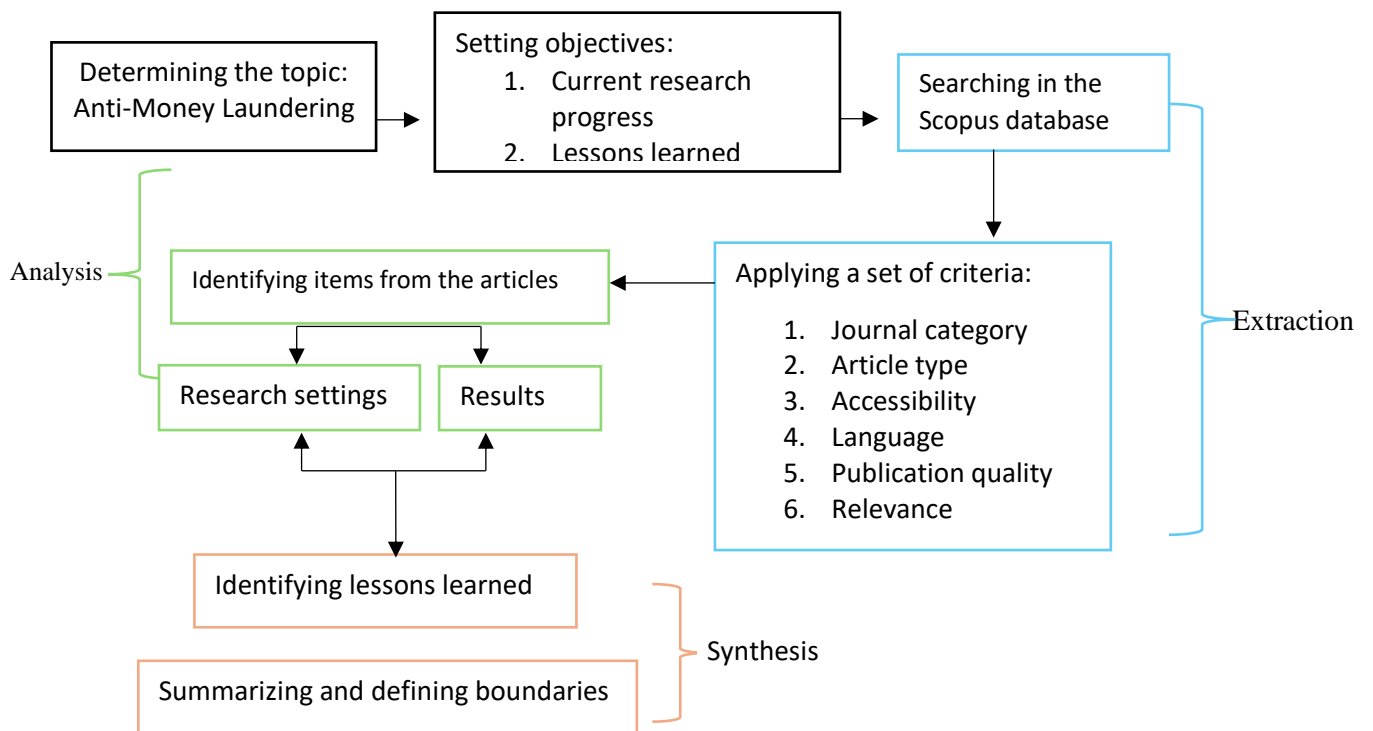 Determining the topic:
Anti-Money Laundering
Setting objectives:
1. Current research
progress
2. Lessons learned
Searching in the
Scopus database
Analysis
Identifying items from the articles
Applying a set of criteria:
1. Journal category
2. Article type
3. Accessibility
4. Language
5. Publication quality
6. Relevance
Extraction
Research settings
Results
Identifying lessons learned
Synthesis
Summarizing and defining boundaries